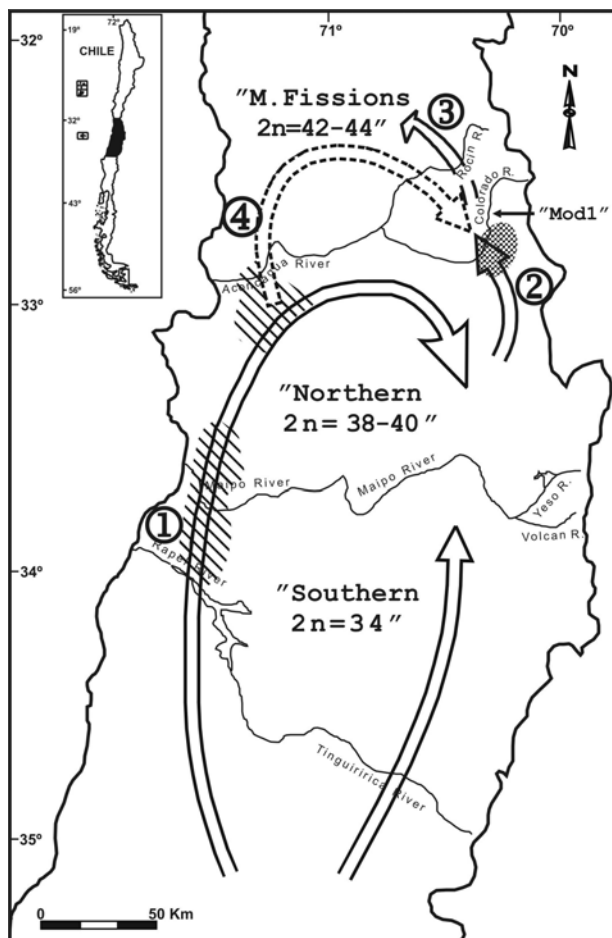 32°
33°
34°
35°
71°
70°
72°
19°
CHILE
32°
43°
56°
N
"M.Fissions
2n=42-44"
③
Rocin R.
Colorado R.
"Mod1"
④
Aconcagua River
②
"Northern
2n= 38-40"
Maipo River
Maipo River
Yeso R.
Volcan R.
①
Rapel River
"Southern
2n=34"
Tinguiririca River
0 50 Km